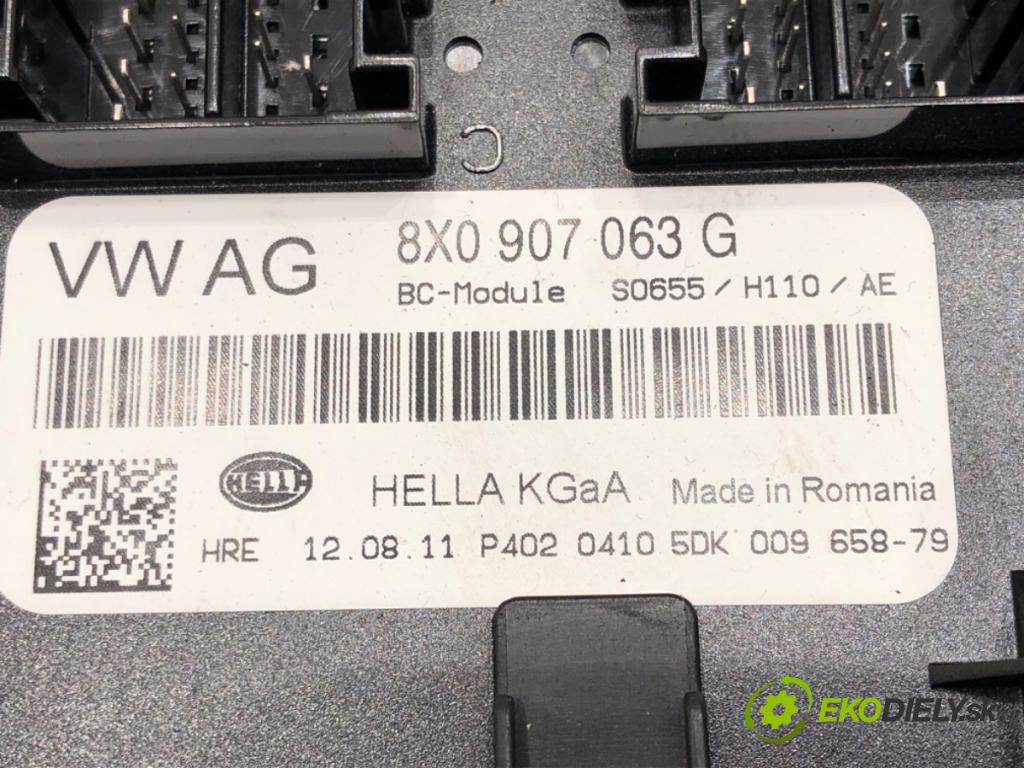 C
VW AG
8X0 907 063 G
BC-Module S0655 / H110 / AE
HELLA
HELLA KGaA Made in Romania
HRE 12.08.11 P402 0410 5DK 009 658-79
EKODIELY.sk